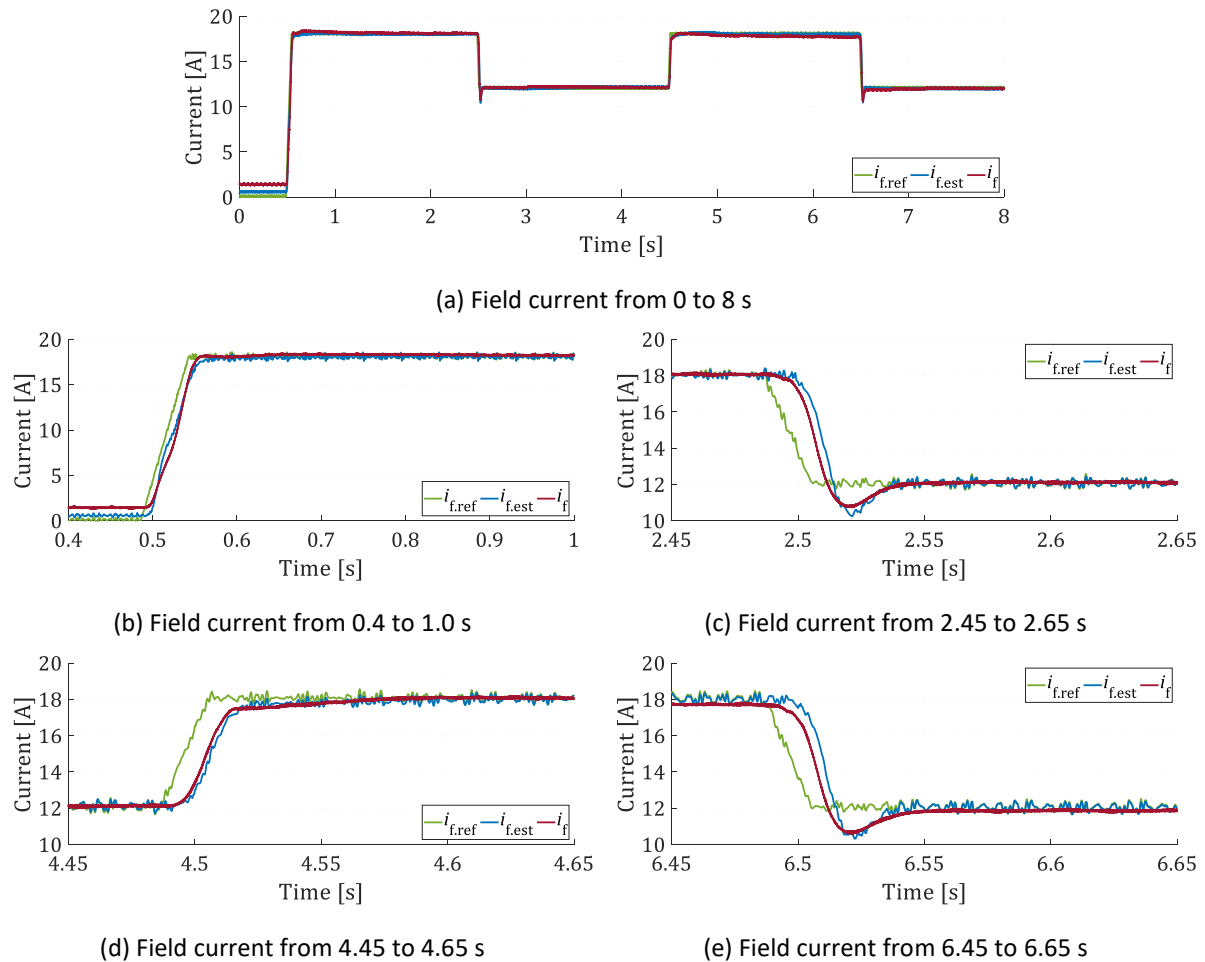 20
15
10
5
0
Current [A]
i_f.ref i_f.est i_f
0 1 2 3 4 5 6 7 8
Time [s]
(a) Field current from 0 to 8 s
20
15
10
5
0
Current [A]
i_f.ref i_f.est i_f
0.4 0.5 0.6 0.7 0.8 0.9 1
Time [s]
(b) Field current from 0.4 to 1.0 s
20
18
16
14
12
10
Current [A]
i_f.ref i_f.est i_f
2.45 2.5 2.55 2.6 2.65
Time [s]
(c) Field current from 2.45 to 2.65 s
20
18
16
14
12
10
Current [A]
i_f.ref i_f.est i_f
4.45 4.5 4.55 4.6 4.65
Time [s]
(d) Field current from 4.45 to 4.65 s
20
18
16
14
12
10
Current [A]
i_f.ref i_f.est i_f
6.45 6.5 6.55 6.6 6.65
Time [s]
(e) Field current from 6.45 to 6.65 s